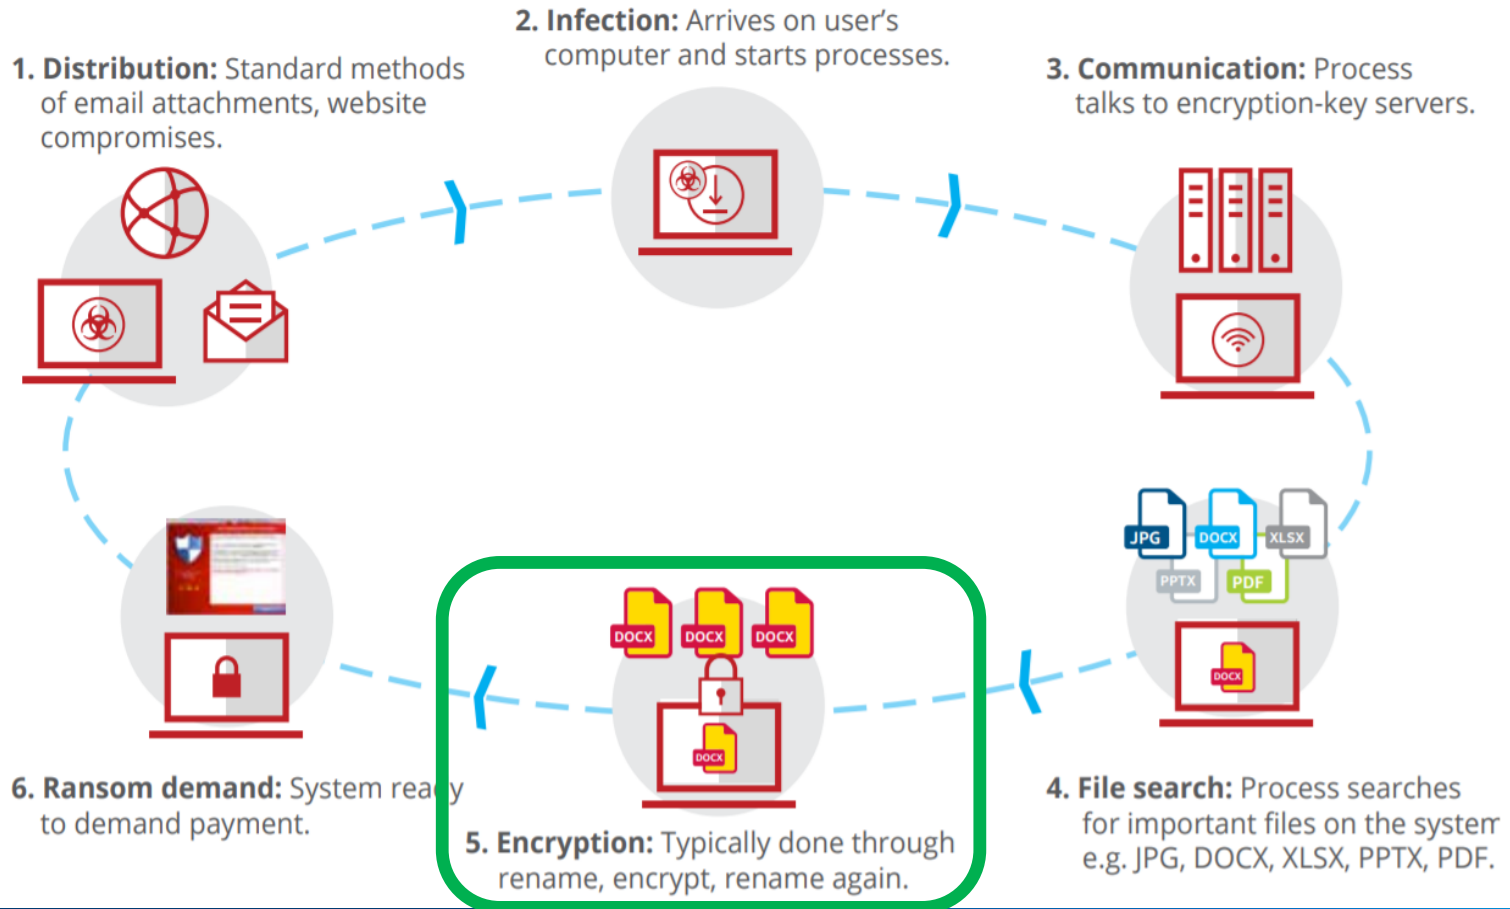 2. Infection: Arrives on user's
computer and starts processes.
1. Distribution: Standard methods
of email attachments, website
compromises.
3. Communication: Process
talks to encryption-key servers.
JPG
DOCX
XLSX
PPTX
PDF
DOCX
DOCX
DOCX
DOCX
DOCX
6. Ransom demand: System ready
to demand payment.
5. Encryption: Typically done through
rename, encrypt, rename again.
4. File search: Process searches
for important files on the system
e.g. JPG, DOCX, XLSX, PPTX, PDF.